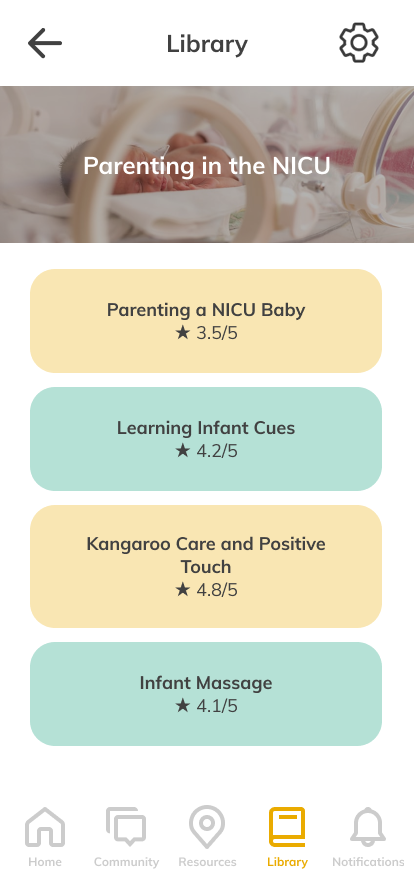 Library
Parenting in the NICU
Parenting a NICU Baby
★ 3.5/5
Learning Infant Cues
★ 4.2/5
Kangaroo Care and Positive
Touch
★ 4.8/5
Infant Massage
★ 4.1/5
Home Community Resources Library Notifications